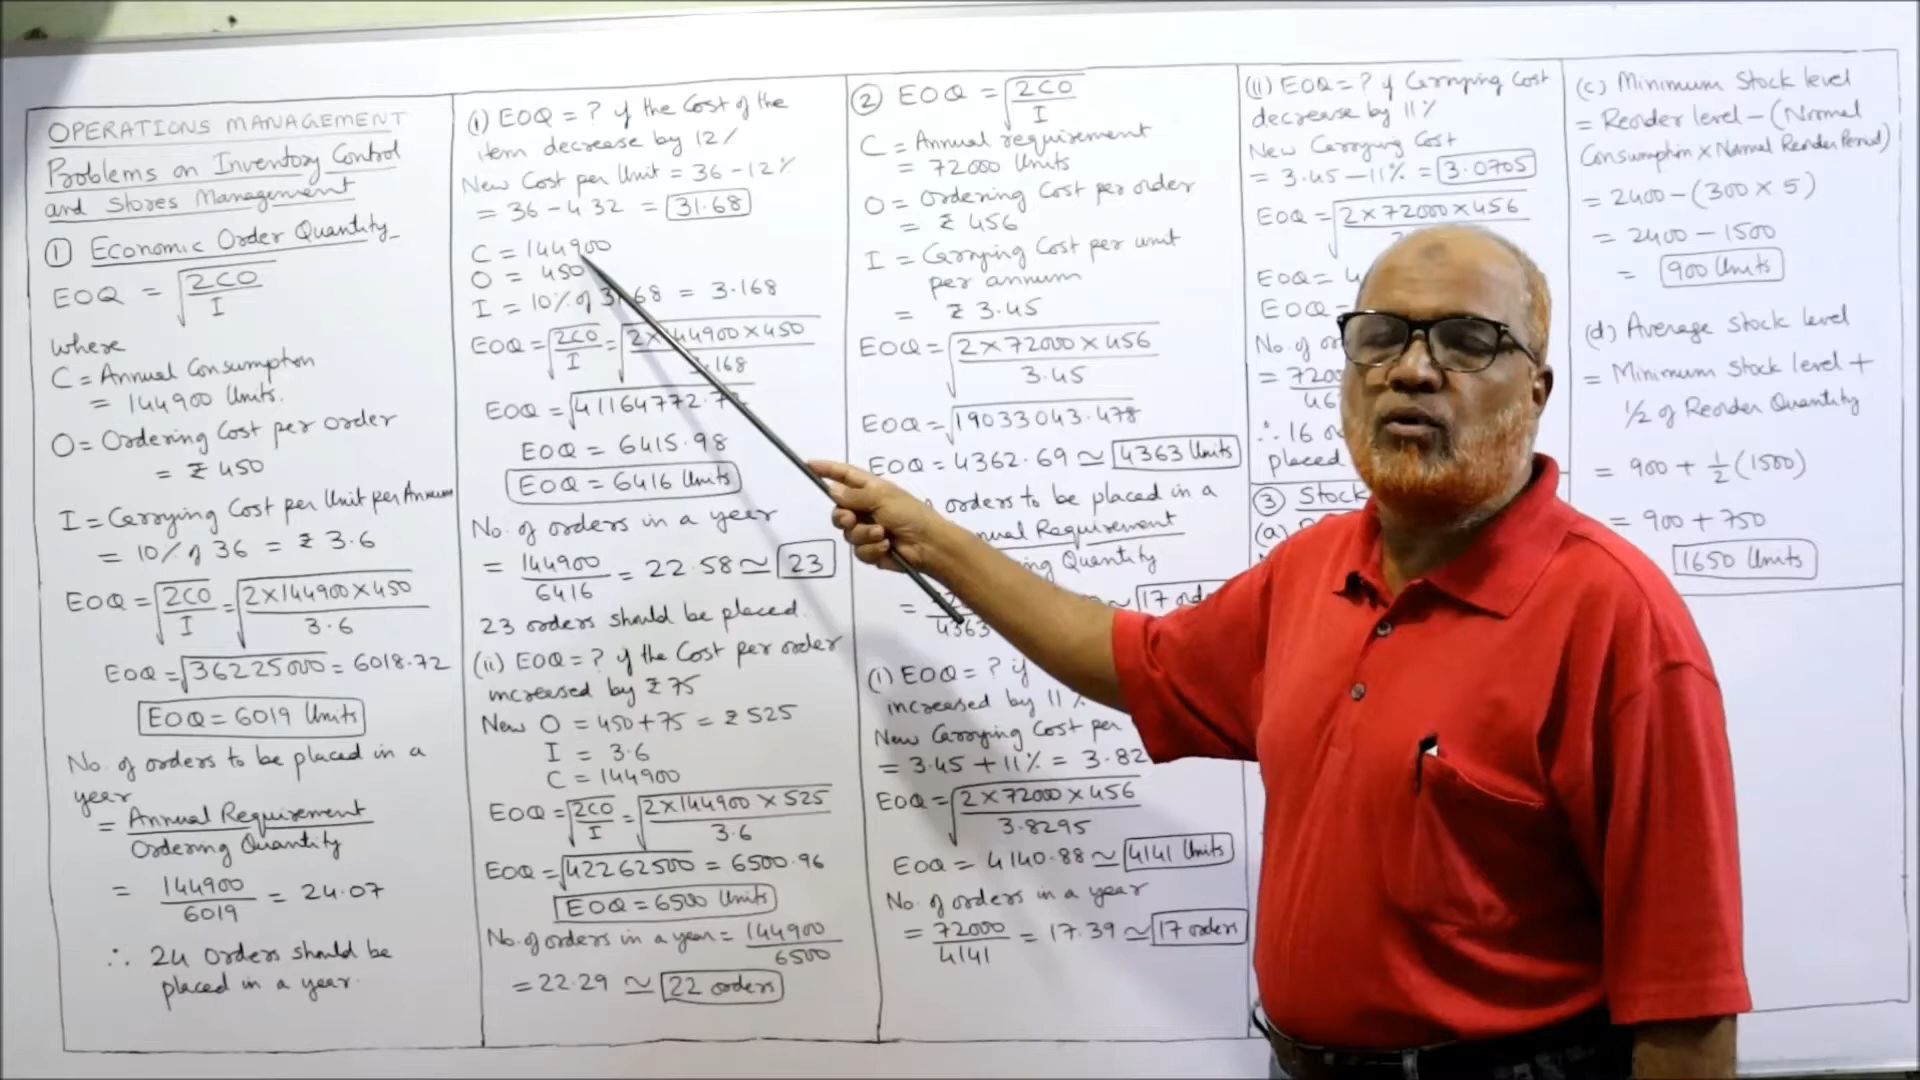 OPERATIONS MANAGEMENT
Problems on Inventory Control
and Stores Management
① Economic Order Quantity
EOQ = √2CO/I
where
C = Annual Consumption
= 144900 Units.
O = Ordering Cost per order
= ₹ 450
I = Carrying Cost per Unit per Annum
= 10% of 36 = ₹ 3.6
EOQ = √2CO/I = √2×144900×450/3.6
EOQ = √36225000 = 6018.72
EOQ = 6019 Units
No. of orders to be placed in a
year
= Annual Requirement/Ordering Quantity
= 144900/6019 = 24.07
∴ 24 orders should be
placed in a year.
(i) EOQ = ? if the Cost of the
item decrease by 12%
New Cost per Unit = 36 - 12%
= 36 - 4.32 = 31.68
C = 144900
O = 450
I = 10% of 31.68 = 3.168
EOQ = √2CO/I = √2×144900×450/3.168
EOQ = √41164772.7
EOQ = 6415.98
EOQ = 6416 Units
No. of orders in a year
= 144900/6416 = 22.58 ≃ 23
23 orders should be placed.
(ii) EOQ = ? if the Cost per order
increased by ₹ 75
New O = 450+75 = ₹ 525
I = 3.6
C = 144900
EOQ = √2CO/I = √2×144900×525/3.6
EOQ = √42262500 = 6500.96
EOQ = 6500 Units
No. of orders in a year = 144900/6500
= 22.29 ≃ 22 orders
② EOQ = √2CO/I
C = Annual requirement
= 72000 Units
O = Ordering Cost per order
= ₹ 456
I = Carrying Cost per unit
per annum
= ₹ 3.45
EOQ = √2×72000×456/3.45
EOQ = √19033043.478
EOQ = 4362.69 ≃ 4363 Units
orders to be placed in a
Requirement
Quantity
= /4363 ≃ 17
(i) EOQ = ? if
increased by 11%
New Carrying Cost per
= 3.45 + 11% = 3.82
EOQ = √2×72000×456/3.8295
EOQ = 4140.88 ≃ 4141 Units
No. of orders in a year
= 72000/4141 = 17.39 ≃ 17 orders
(ii) EOQ = ? if Carrying Cost
decrease by 11%
New Carrying Cost
= 3.45 - 11% = 3.0705
EOQ = √2×72000×456
EOQ =
EOQ =
No. of
=
∴ 16
placed
③ Stock
(a)
(c) Minimum Stock level
= Reorder level - (Normal
Consumption × Normal Reorder Period)
= 2400 - (300 × 5)
= 2400 - 1500
= 900 Units
(d) Average Stock level
= Minimum Stock level +
1/2 of Reorder Quantity
= 900 + 1/2 (1500)
= 900 + 750
1650 Units